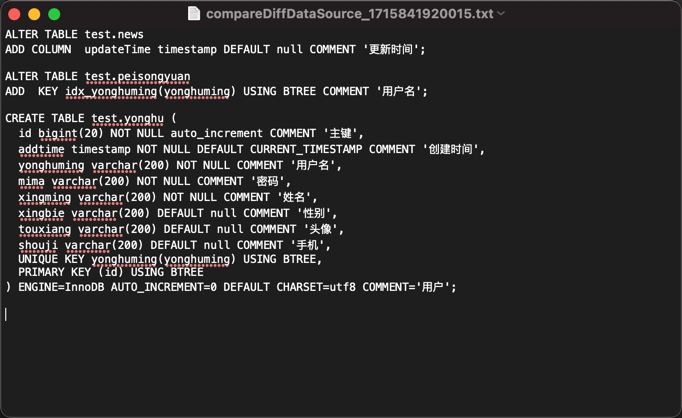 compareDiffDataSource_1715841920015.txt
ALTER TABLE test.news
ADD COLUMN  updateTime timestamp DEFAULT null COMMENT '更新时间';
ALTER TABLE test.peisongyuan
ADD  KEY idx_yonghuming(yonghuming) USING BTREE COMMENT '用户名';
CREATE TABLE test.yonghu (
  id bigint(20) NOT NULL auto_increment COMMENT '主键',
  addtime timestamp NOT NULL DEFAULT CURRENT_TIMESTAMP COMMENT '创建时间',
  yonghuming varchar(200) NOT NULL COMMENT '用户名',
  mima varchar(200) NOT NULL COMMENT '密码',
  xingming varchar(200) NOT NULL COMMENT '姓名',
  xingbie varchar(200) DEFAULT null COMMENT '性别',
  touxiang varchar(200) DEFAULT null COMMENT '头像',
  shouji varchar(200) DEFAULT null COMMENT '手机',
  UNIQUE KEY yonghuming(yonghuming) USING BTREE,
  PRIMARY KEY (id) USING BTREE
) ENGINE=InnoDB AUTO_INCREMENT=0 DEFAULT CHARSET=utf8 COMMENT='用户';